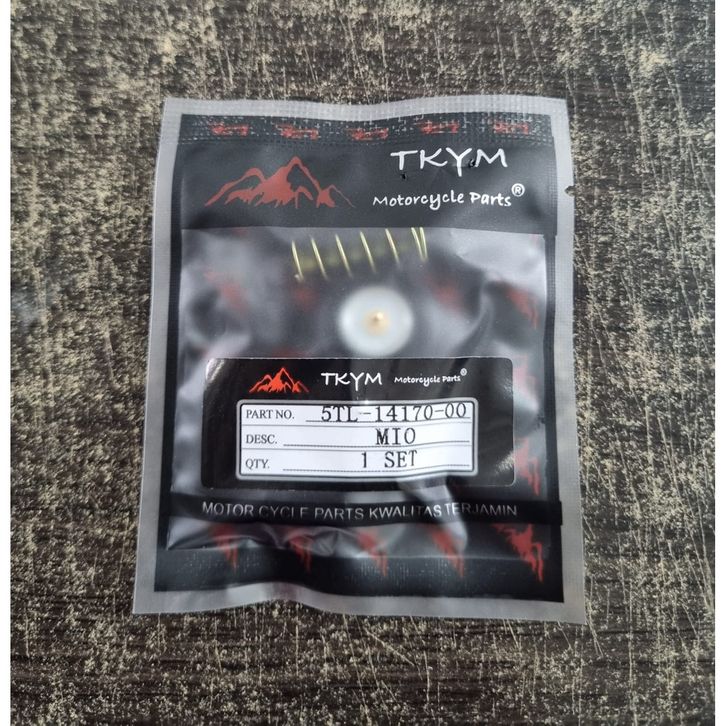 TKYM
Motorcycle Parts®
TKYM Motorcycle Parts®
PART NO. 5TL-14170-00
DESC. MIO
QTY. 1 SET
MOTOR CYCLE PARTS KWALITAS TERJAMIN